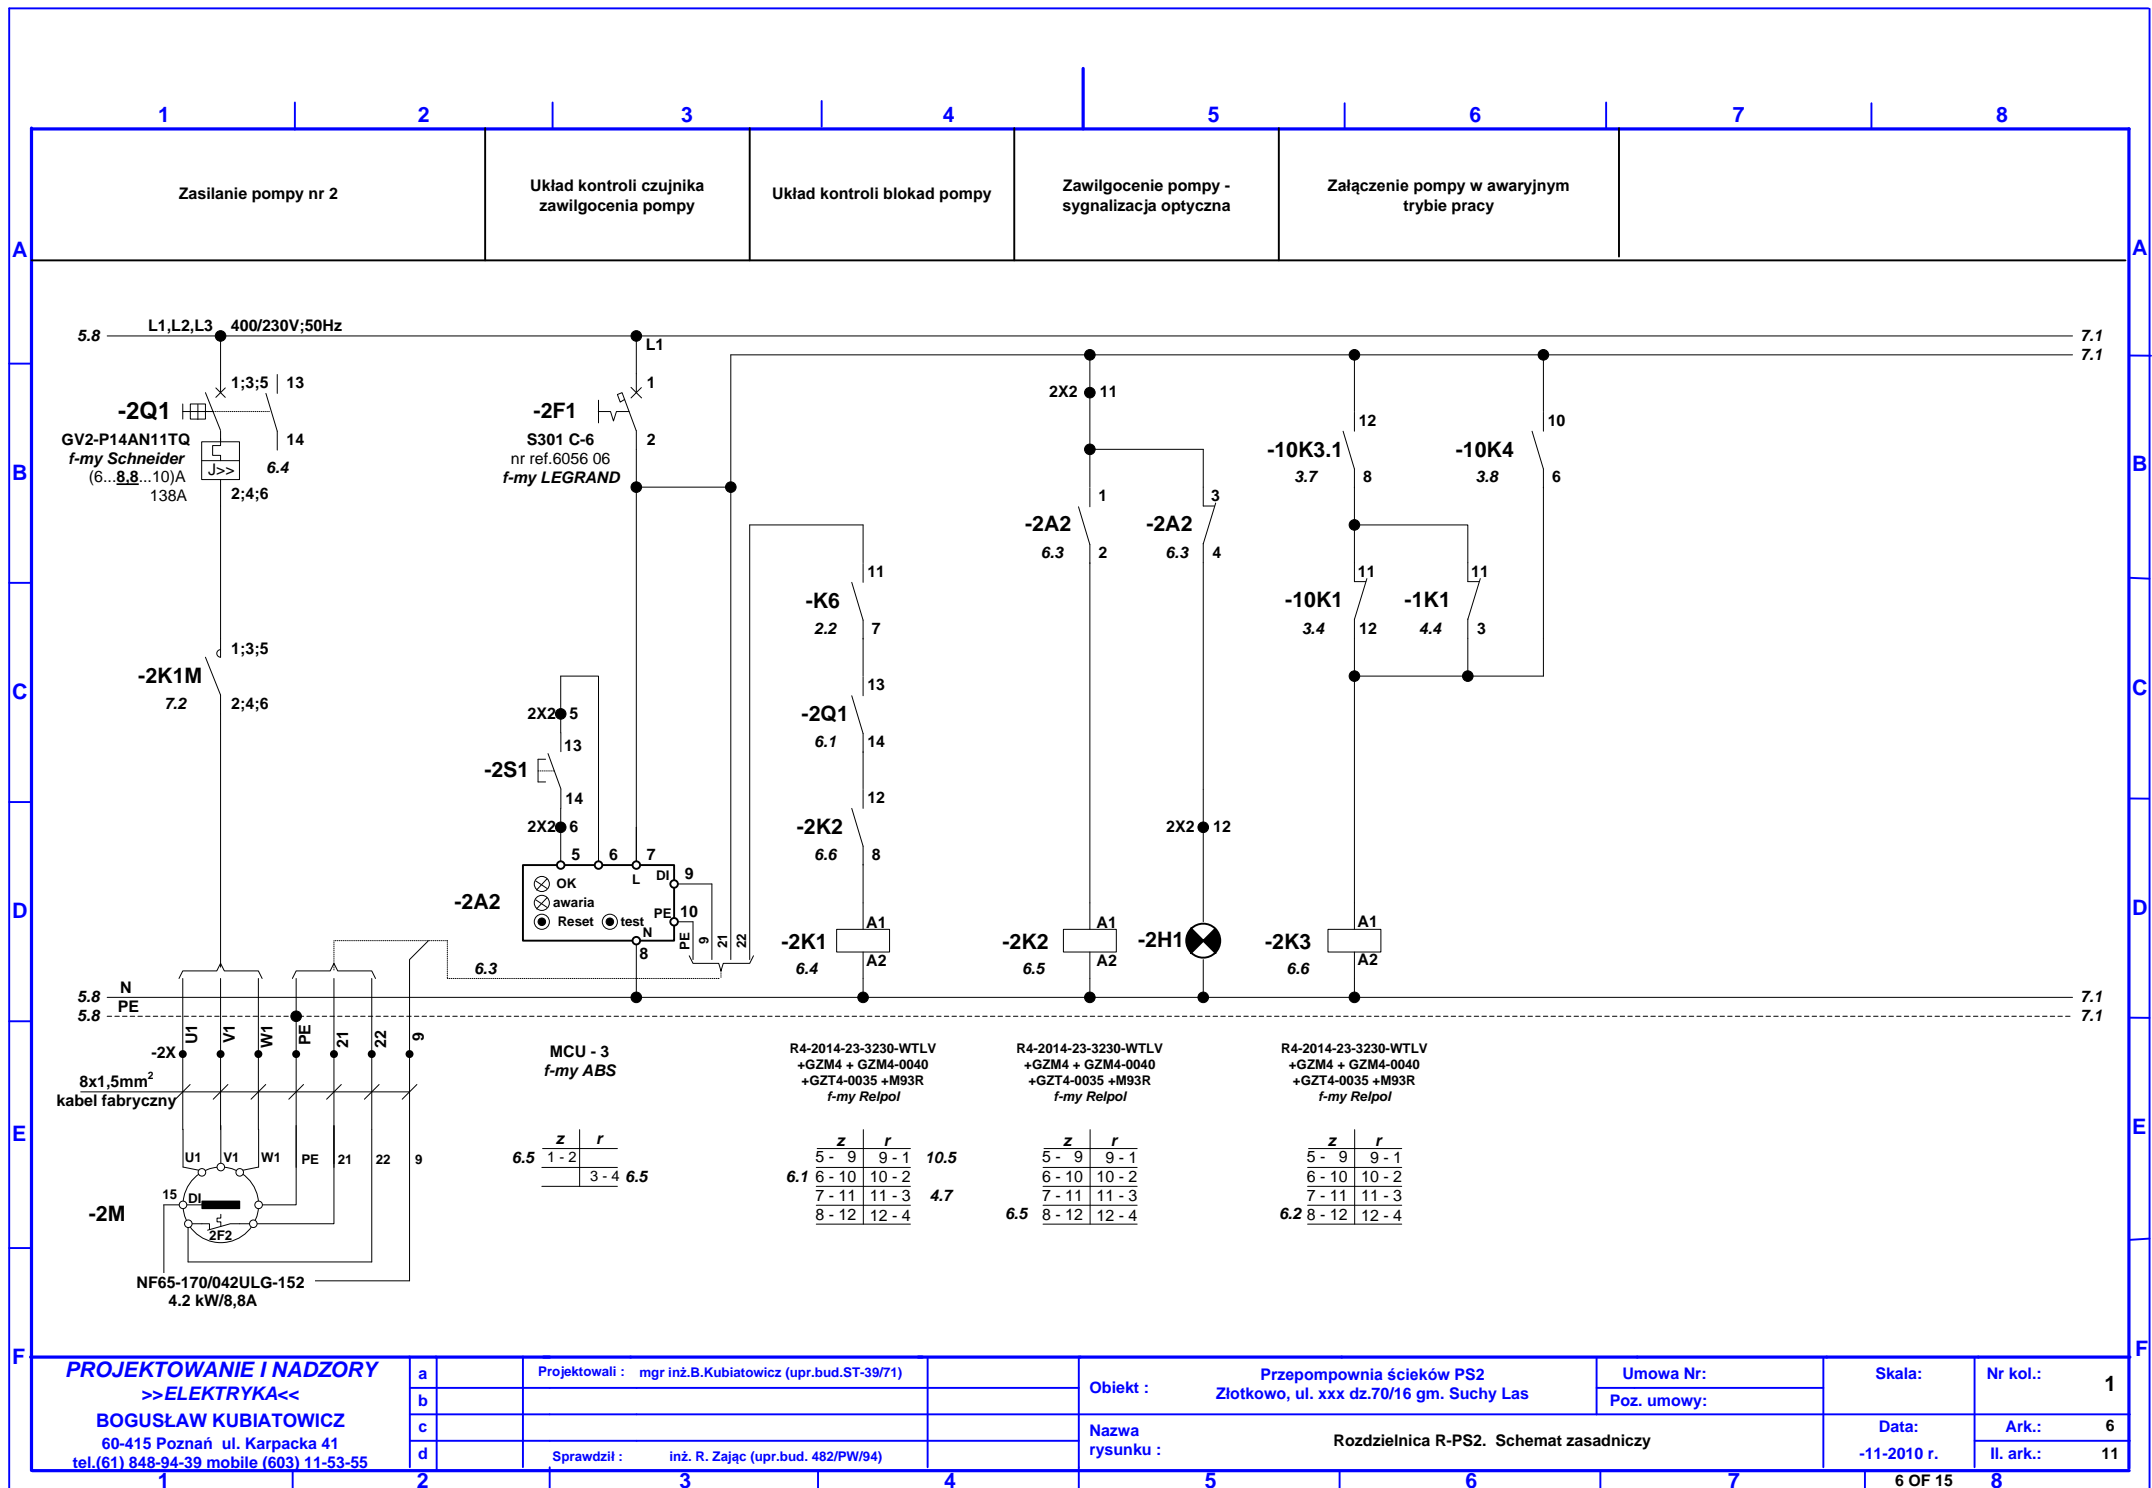 1 2 3 4 5 6 7 8
Zasilanie pompy nr 2
Układ kontroli czujnika
zawilgocenia pompy
Układ kontroli blokad pompy
Zawilgocenie pompy -
sygnalizacja optyczna
Załączenie pompy w awaryjnym
trybie pracy
A A
5.8 L1,L2,L3 400/230V;50Hz 7.1
L1 7.1
-2Q1 1;3;5 13
GV2-P14AN11TQ 14
f-my Schneider 6.4
(6...8,8...10)A J>>
138A 2;4;6
-2F1 1
S301 C-6 2
nr ref.6056 06
f-my LEGRAND
2X2 11
-2A2 1
6.3 2
-2A2 3
6.3 4
-10K3.1 12
3.7 8
-10K4 10
3.8 6
B B
-K6 11
2.2 7
-10K1 11
3.4 12
-1K1 11
4.4 3
-2K1M 1;3;5
7.2 2;4;6
C C
2X2 5
13
-2S1
14
2X2 6
-2Q1 13
6.1 14
-2K2 12
6.6 8
2X2 12
5 6 7
L DI 9
-2A2 OK
awaria
Reset test PE 10
N
8
PE 9 21 22
D D
-2K1 A1
6.4 A2
-2K2 A1
6.5 A2
-2H1
-2K3 A1
6.6 A2
6.3
5.8 N 7.1
5.8 PE 7.1
-2X U1 V1 W1 PE 21 22 9
8x1,5mm²
kabel fabryczny
U1 V1 W1 PE 21 22 9
15 DI
-2M
2F2
NF65-170/042ULG-152
4.2 kW/8,8A
MCU - 3
f-my ABS
z r
6.5 1 - 2
3 - 4 6.5
R4-2014-23-3230-WTLV
+GZM4 + GZM4-0040
+GZT4-0035 +M93R
f-my Relpol
z r
5 - 9 9 - 1 10.5
6.1 6 - 10 10 - 2
7 - 11 11 - 3 4.7
8 - 12 12 - 4
R4-2014-23-3230-WTLV
+GZM4 + GZM4-0040
+GZT4-0035 +M93R
f-my Relpol
z r
5 - 9 9 - 1
6 - 10 10 - 2
7 - 11 11 - 3
6.5 8 - 12 12 - 4
R4-2014-23-3230-WTLV
+GZM4 + GZM4-0040
+GZT4-0035 +M93R
f-my Relpol
z r
5 - 9 9 - 1
6 - 10 10 - 2
7 - 11 11 - 3
6.2 8 - 12 12 - 4
E E
F F
PROJEKTOWANIE I NADZORY
>>ELEKTRYKA<<
BOGUSŁAW KUBIATOWICZ
60-415 Poznań ul. Karpacka 41
tel.(61) 848-94-39 mobile (603) 11-53-55
a Projektowali : mgr inż.B.Kubiatowicz (upr.bud.ST-39/71)
b
c
d Sprawdził : inż. R. Zając (upr.bud. 482/PW/94)
Obiekt : Przepompownia ścieków PS2
Złotkowo, ul. xxx dz.70/16 gm. Suchy Las
Nazwa
rysunku : Rozdzielnica R-PS2. Schemat zasadniczy
Umowa Nr:
Poz. umowy:
Skala:
Nr kol.: 1
Data:
-11-2010 r.
Ark.: 6
Il. ark.: 11
1 2 3 4 5 6 7 8
6 OF 15